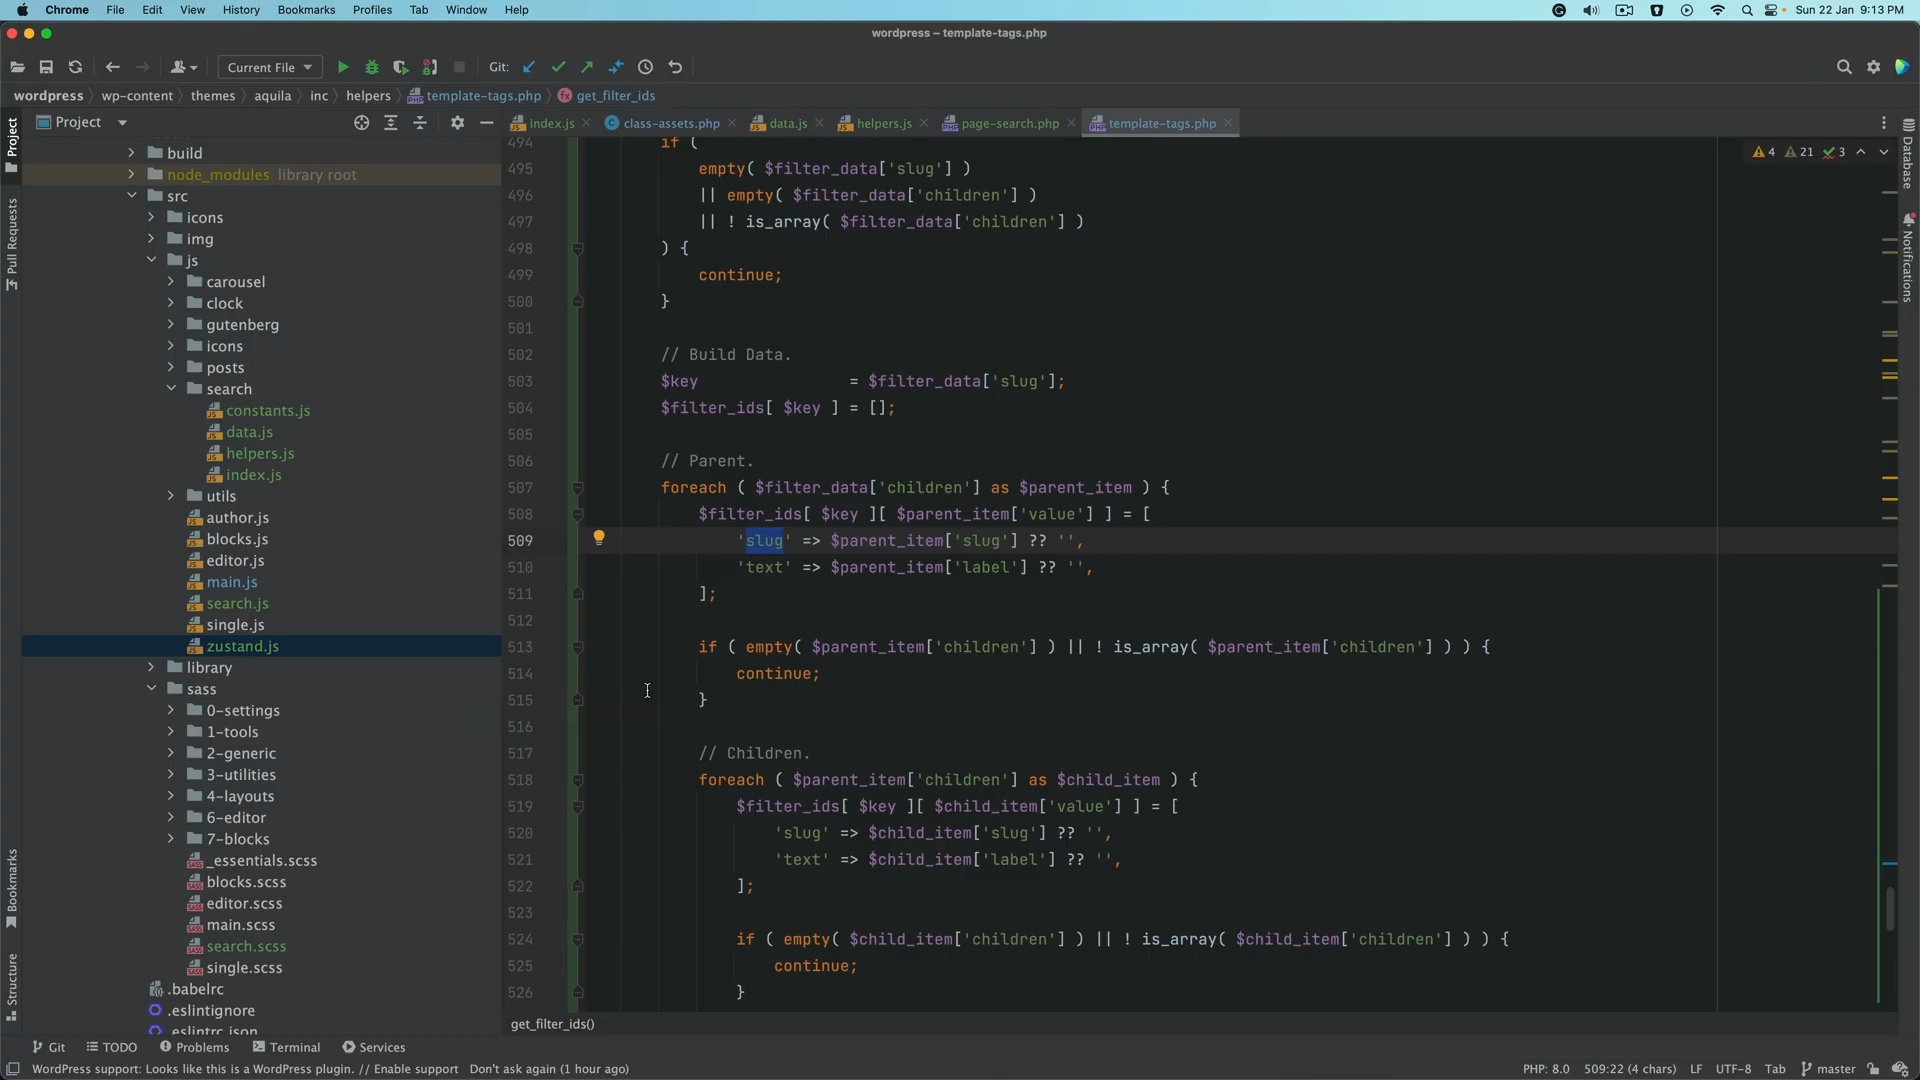 Chrome File Edit View History Bookmarks Profiles Tab Window Help Sun 22 Jan 9:13 PM
wordpress – template-tags.php
Current File Git:
wordpress wp-content themes aquila inc helpers template-tags.php get_filter_ids
Project
index.js class-assets.php data.js helpers.js page-search.php template-tags.php
Project
Pull Requests
Bookmarks
Structure
build
node_modules library root
src
icons
img
js
carousel
clock
gutenberg
icons
posts
search
constants.js
data.js
helpers.js
index.js
utils
author.js
blocks.js
editor.js
main.js
search.js
single.js
zustand.js
library
sass
0-settings
1-tools
2-generic
3-utilities
4-layouts
6-editor
7-blocks
_essentials.scss
blocks.scss
editor.scss
main.scss
search.scss
single.scss
.babelrc
.eslintignore
.eslintrc.json
4 21 3
494 if (
495 empty( $filter_data['slug'] )
496 || empty( $filter_data['children'] )
497 || ! is_array( $filter_data['children'] )
498 ) {
499 continue;
500 }
501
502 // Build Data.
503 $key = $filter_data['slug'];
504 $filter_ids[ $key ] = [];
505
506 // Parent.
507 foreach ( $filter_data['children'] as $parent_item ) {
508 $filter_ids[ $key ][ $parent_item['value'] ] = [
509 'slug' => $parent_item['slug'] ?? '',
510 'text' => $parent_item['label'] ?? '',
511 ];
512
513 if ( empty( $parent_item['children'] ) || ! is_array( $parent_item['children'] ) ) {
514 continue;
515 }
516
517 // Children.
518 foreach ( $parent_item['children'] as $child_item ) {
519 $filter_ids[ $key ][ $child_item['value'] ] = [
520 'slug' => $child_item['slug'] ?? '',
521 'text' => $child_item['label'] ?? '',
522 ];
523
524 if ( empty( $child_item['children'] ) || ! is_array( $child_item['children'] ) ) {
525 continue;
526 }
get_filter_ids()
Database
Notifications
Git TODO Problems Terminal Services
WordPress support: Looks like this is a WordPress plugin. // Enable support Don't ask again (1 hour ago) PHP: 8.0 509:22 (4 chars) LF UTF-8 Tab master